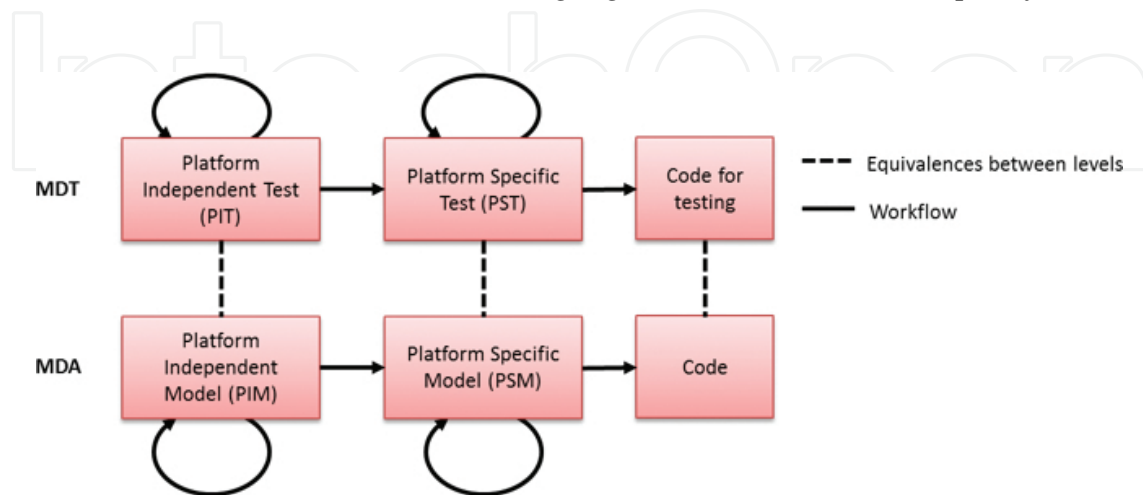 Platform
Independent Test
(PIT)
Platform Specific
Test (PST)
Code for
testing
MDT
Equivalences between levels
Workflow
Platform
Independent
Model (PIM)
Platform Specific
Model (PSM)
Code
MDA